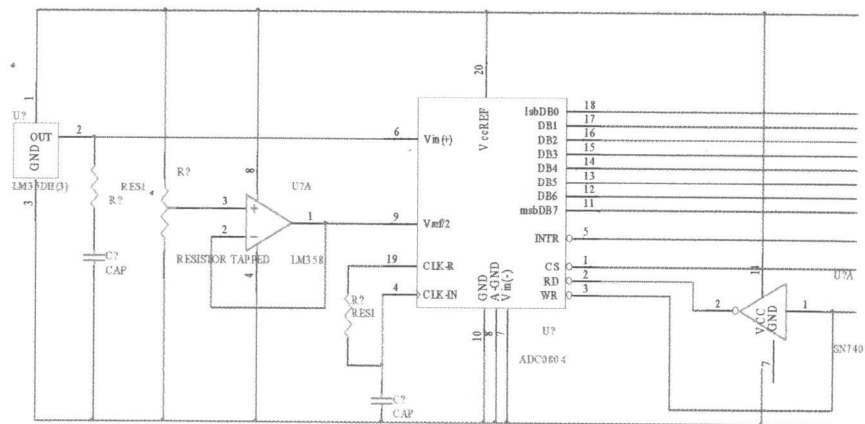 1
U?
OUT
GND
2
LM35DH(3)
3
RES1
R?
C?
CAP
R?
RESISTOR TAPPED
8
U?A
3
+
2
−
1
LM358
4
20
VccREF
6 Vin(+)
9 Vref/2
19 CLK-R
4 CLK-IN
R?
RES1
C?
CAP
lsbDB0 18
DB1 17
DB2 16
DB3 15
DB4 14
DB5 13
DB6 12
msbDB7 11
INTR 5
CS 1
RD 2
WR 3
GND
A-GND
Vin(-)
10
8
7
U?
ADC0804
14
U?A
2
VCC
GND
1
7
SN740